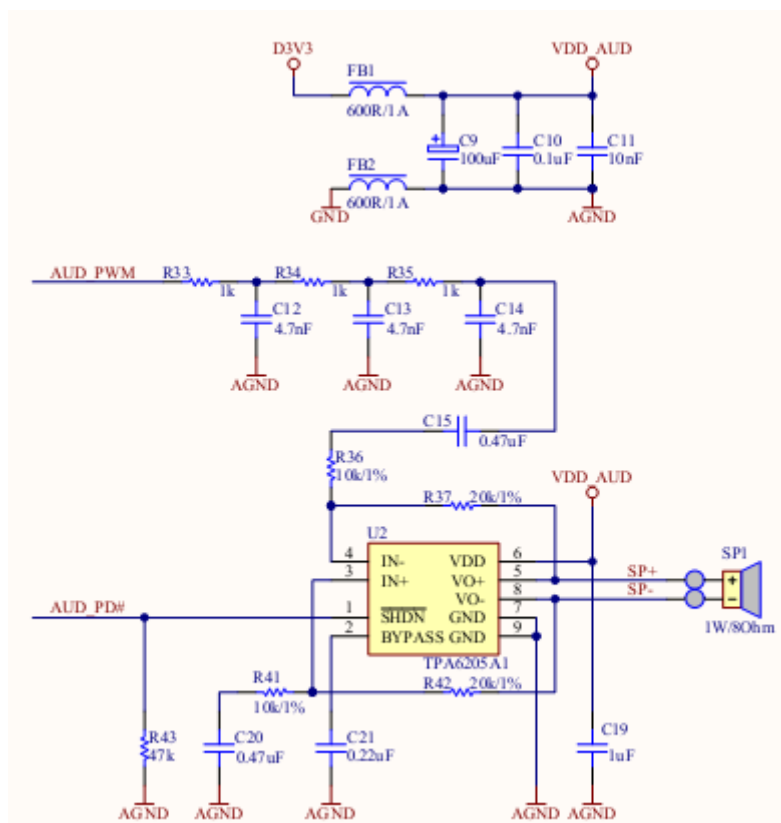 D3V3
VDD_AUD
FB1
600R/1A
C9
100uF
C10
0.1uF
C11
10nF
FB2
600R/1A
GND
AGND
AUD_PWM
R33
1k
R34
1k
R35
1k
C12
4.7nF
C13
4.7nF
C14
4.7nF
AGND
AGND
AGND
C15
0.47uF
R36
10k/1%
R37
20k/1%
VDD_AUD
U2
4
IN-
VDD
6
3
IN+
VO+
5
SP+
VO-
8
SP-
SP1
+
−
1W/8Ohm
AUD_PD#
1
SHDN
GND
7
2
BYPASS
GND
9
TPA6205A1
R41
10k/1%
R42
20k/1%
R43
47k
C20
0.47uF
C21
0.22uF
C19
1uF
AGND
AGND
AGND
AGND
AGND